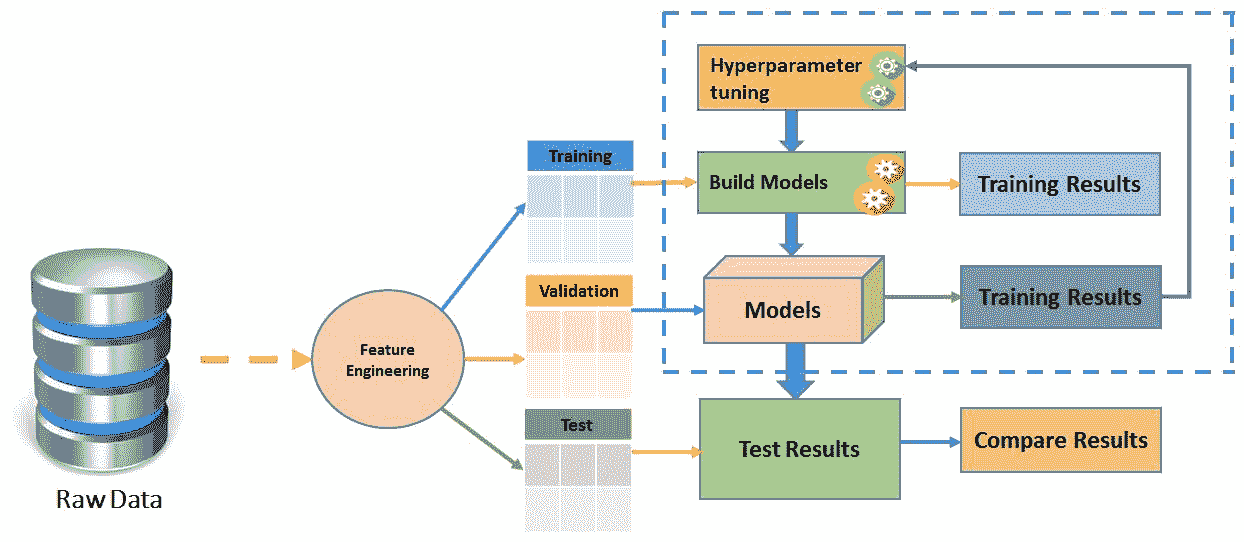 Hyperparameter
tuning
Training
Build Models
Training Results
Validation
Models
Training Results
Feature
Engineering
Test
Test Results
Compare Results
Raw Data